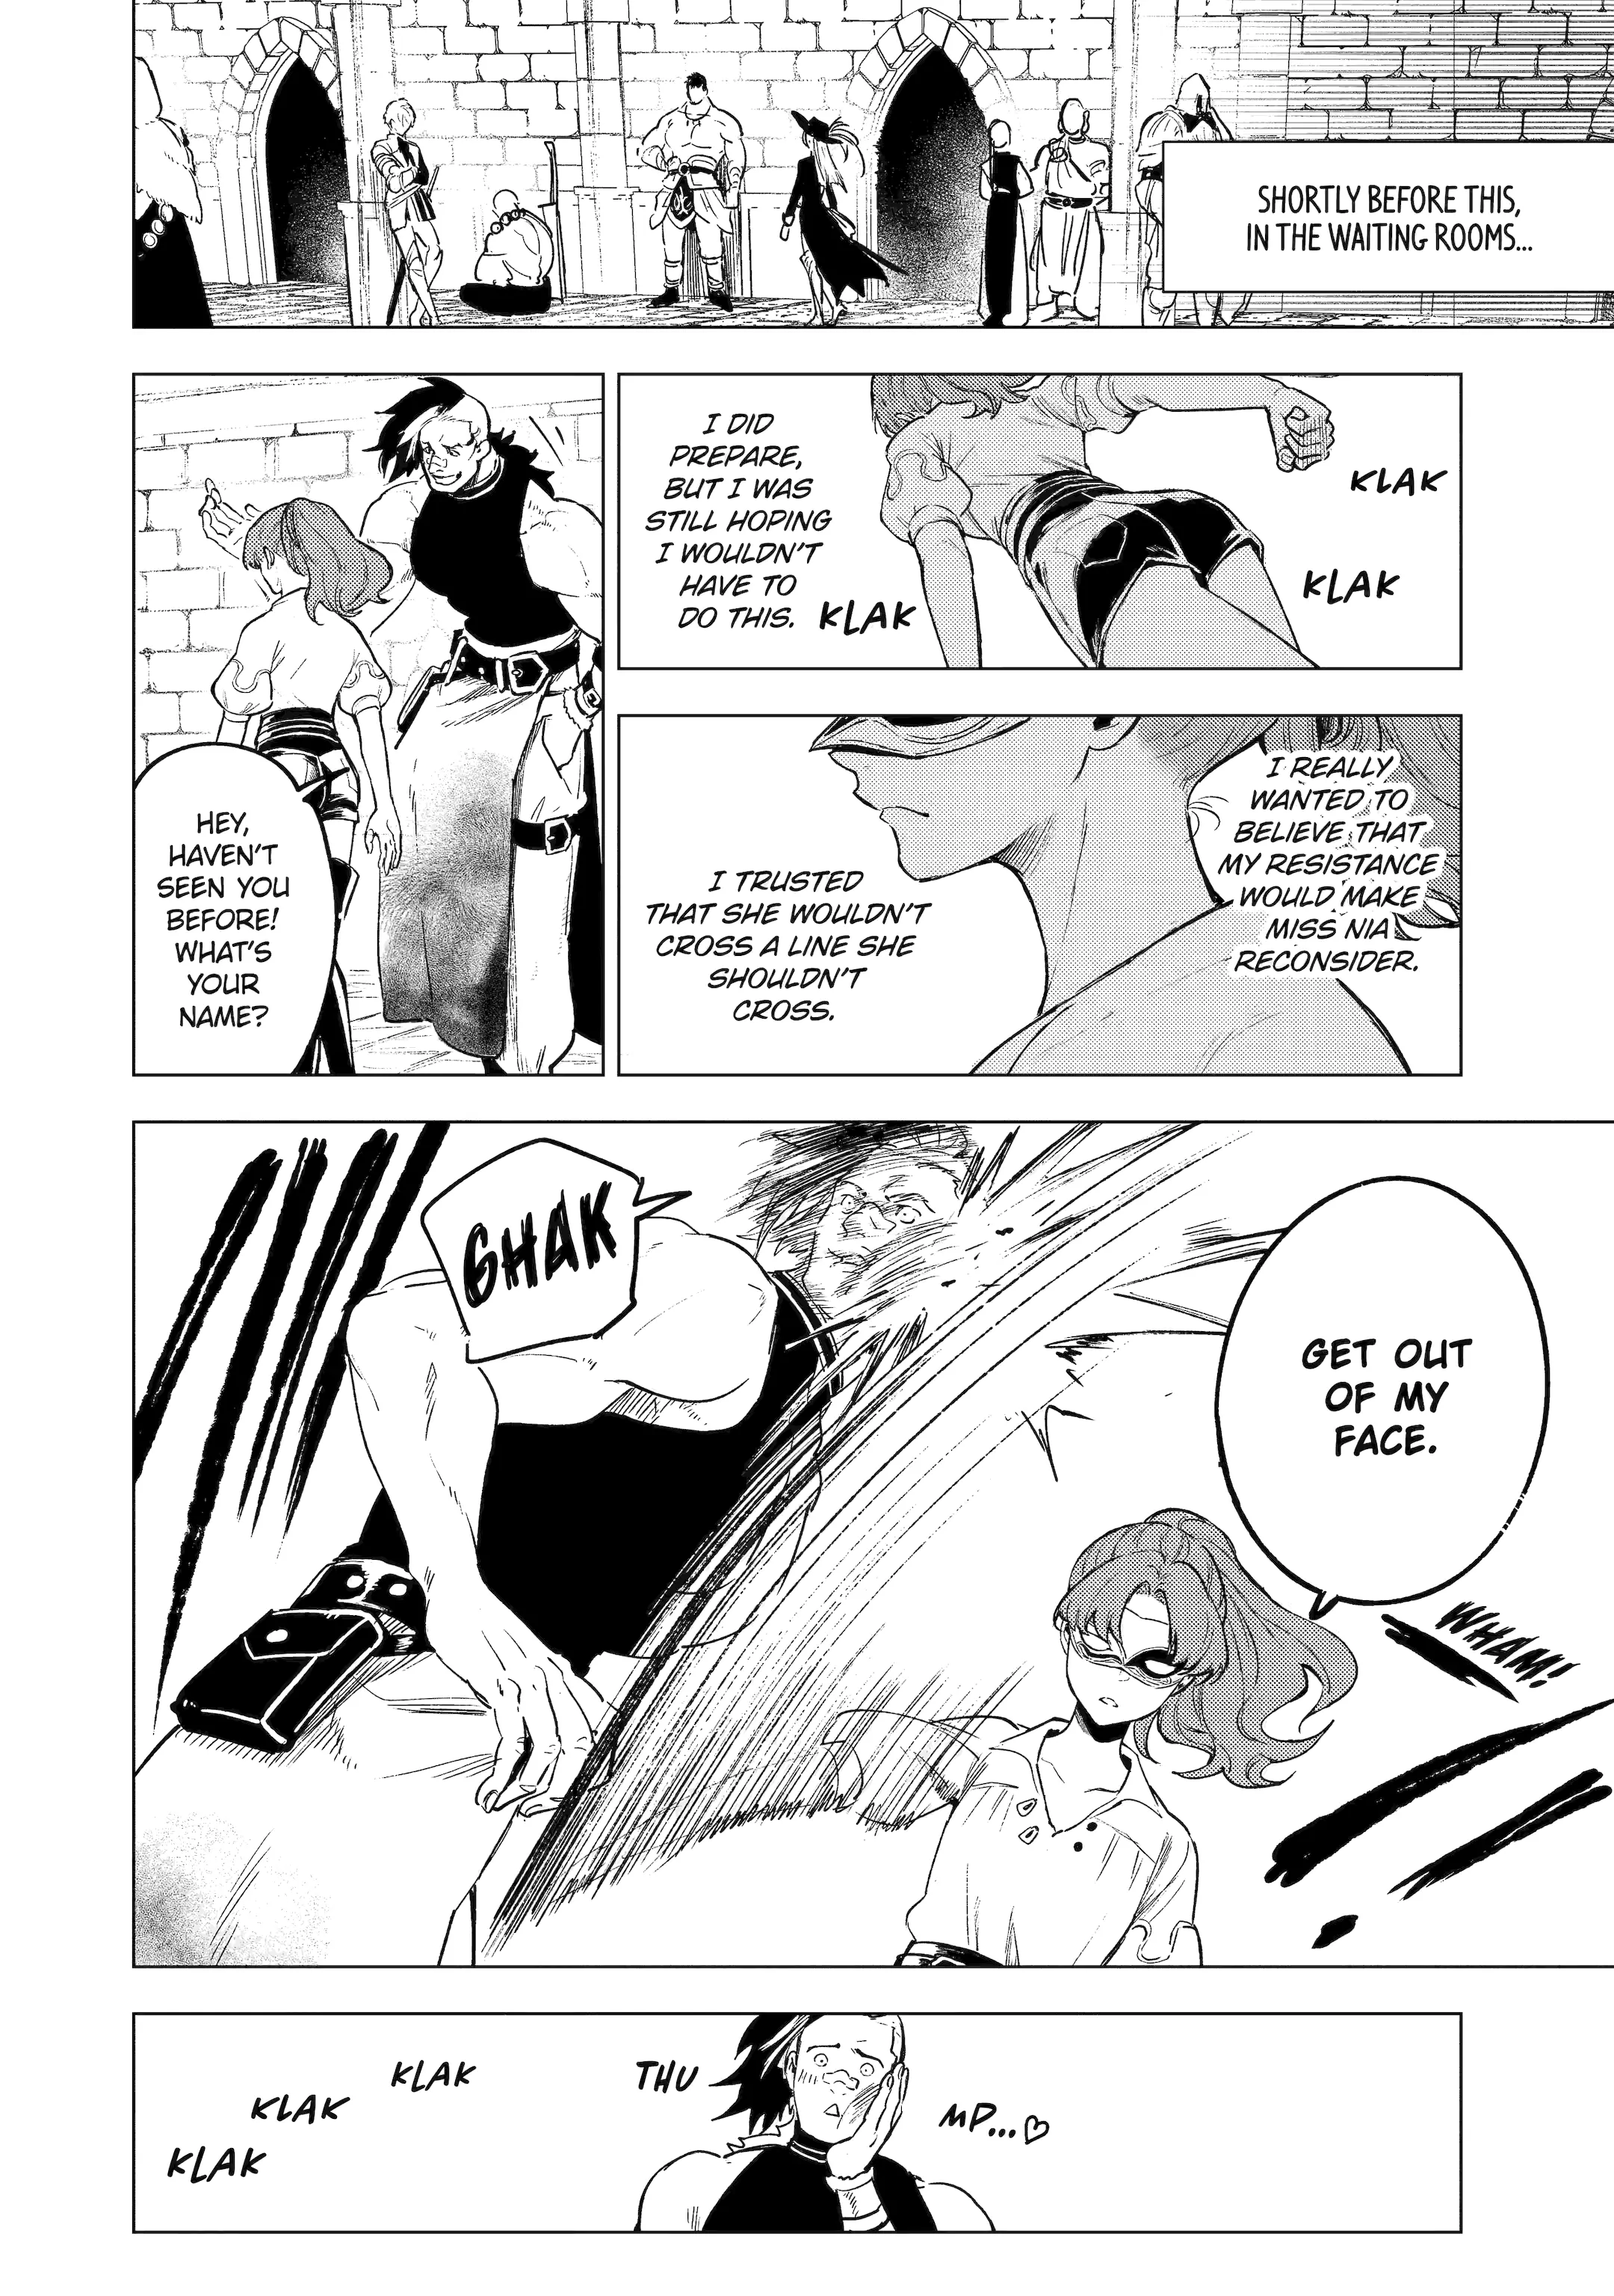 SHORTLY BEFORE THIS,
IN THE WAITING ROOMS...
I DID
PREPARE,
BUT I WAS
STILL HOPING
I WOULDN'T
HAVE TO
DO THIS.
KLAK
KLAK
KLAK
I REALLY
WANTED TO
BELIEVE THAT
MY RESISTANCE
WOULD MAKE
MISS NIA
RECONSIDER.
I TRUSTED
THAT SHE WOULDN'T
CROSS A LINE SHE
SHOULDN'T
CROSS.
HEY,
HAVEN'T
SEEN YOU
BEFORE!
WHAT'S
YOUR
NAME?
GET OUT
OF MY
FACE.
WHAM!
GHAK
THU
MP...♡
KLAK
KLAK
KLAK